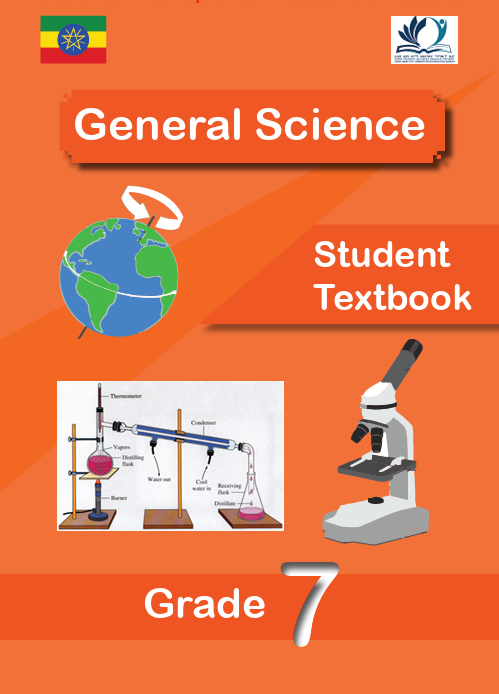 General Science
Student
Textbook
Thermometer
Condenser
Vapors
Distilling
flask
Water out
Cool
water in
Receiving
flask
Burner
Distillate
Grade 7